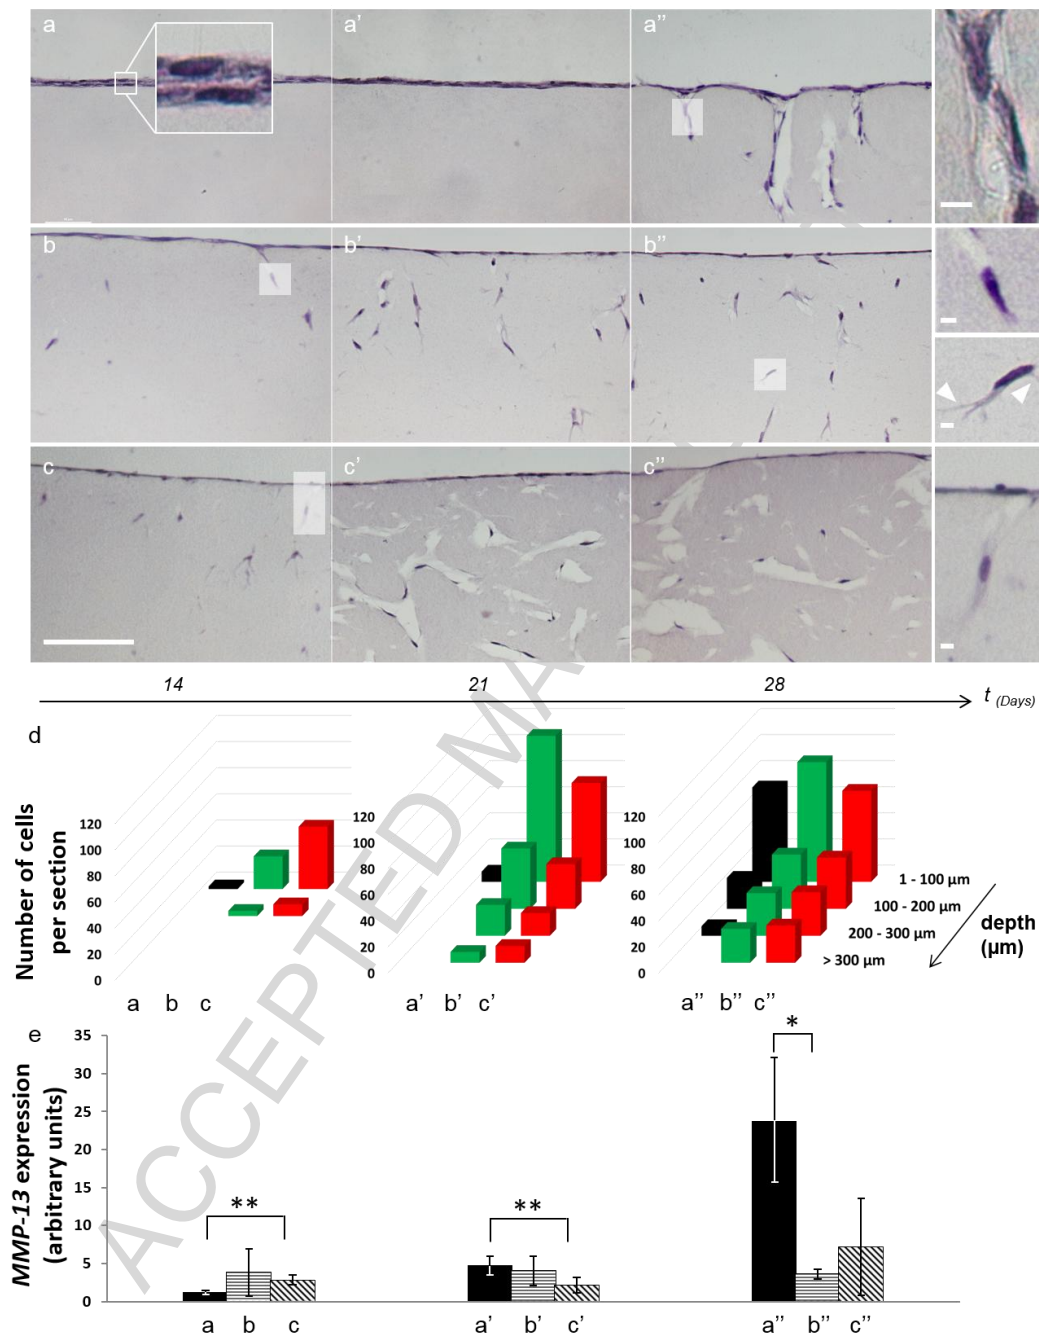 a a’ a’’
b b’ b’’
c c’ c’’
14 21 28 t (Days)
d
Number of cells
per section
120
100
80
60
40
20
0
120
100
80
60
40
20
0
120
100
80
60
40
20
0
1 - 100 µm
100 - 200 µm
200 - 300 µm
> 300 µm
depth
(µm)
a b c a’ b’ c’ a’’ b’’ c’’
e
MMP-13 expression
(arbitrary units)
35
30
25
20
15
10
5
0
** ** *
a b c a’ b’ c’ a’’ b’’ c’’
ACCEPTED MA